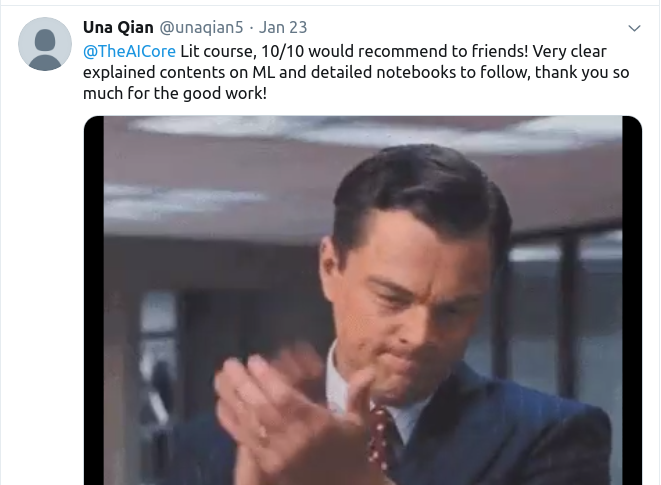 Una Qian @unaqian5 · Jan 23
@TheAICore Lit course, 10/10 would recommend to friends! Very clear
explained contents on ML and detailed notebooks to follow, thank you so
much for the good work!